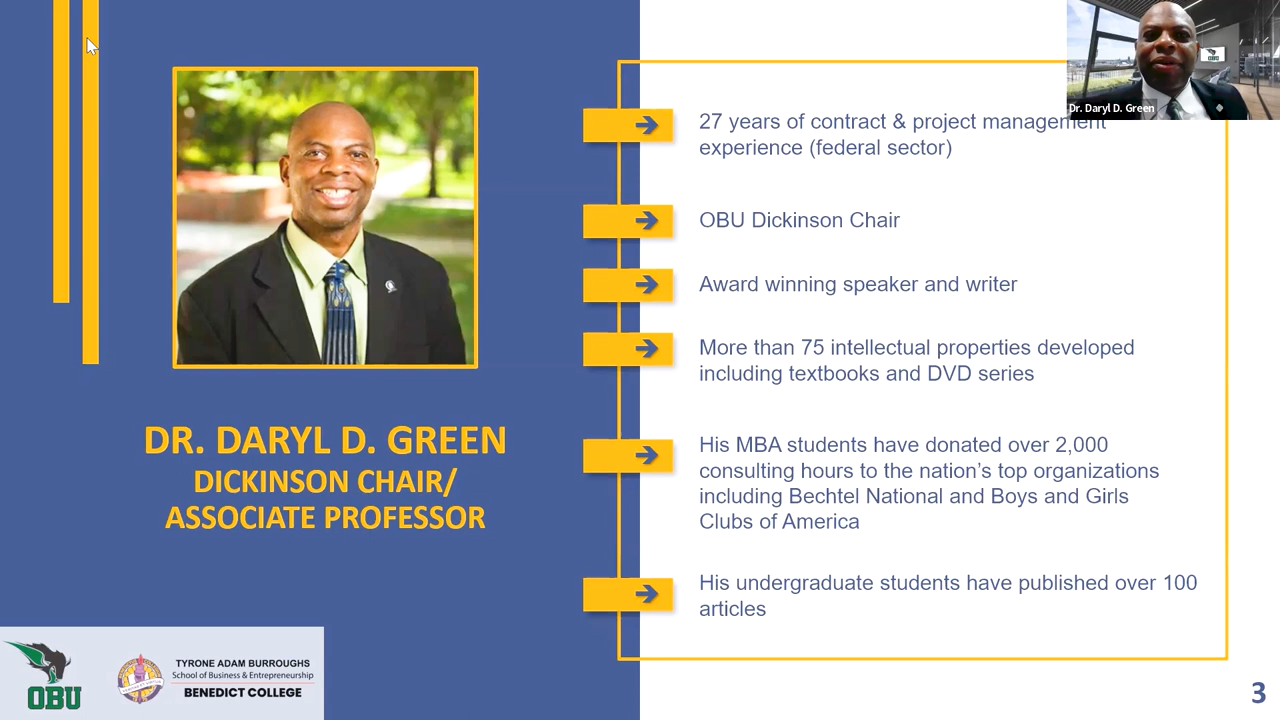 DR. DARYL D. GREEN
DICKINSON CHAIR/
ASSOCIATE PROFESSOR
OBU
TYRONE ADAM BURROUGHS
School of Business & Entrepreneurship
BENEDICT COLLEGE
27 years of contract & project management
experience (federal sector)
OBU Dickinson Chair
Award winning speaker and writer
More than 75 intellectual properties developed
including textbooks and DVD series
His MBA students have donated over 2,000
consulting hours to the nation’s top organizations
including Bechtel National and Boys and Girls
Clubs of America
His undergraduate students have published over 100
articles
OBU
Dr. Daryl D. Green
3